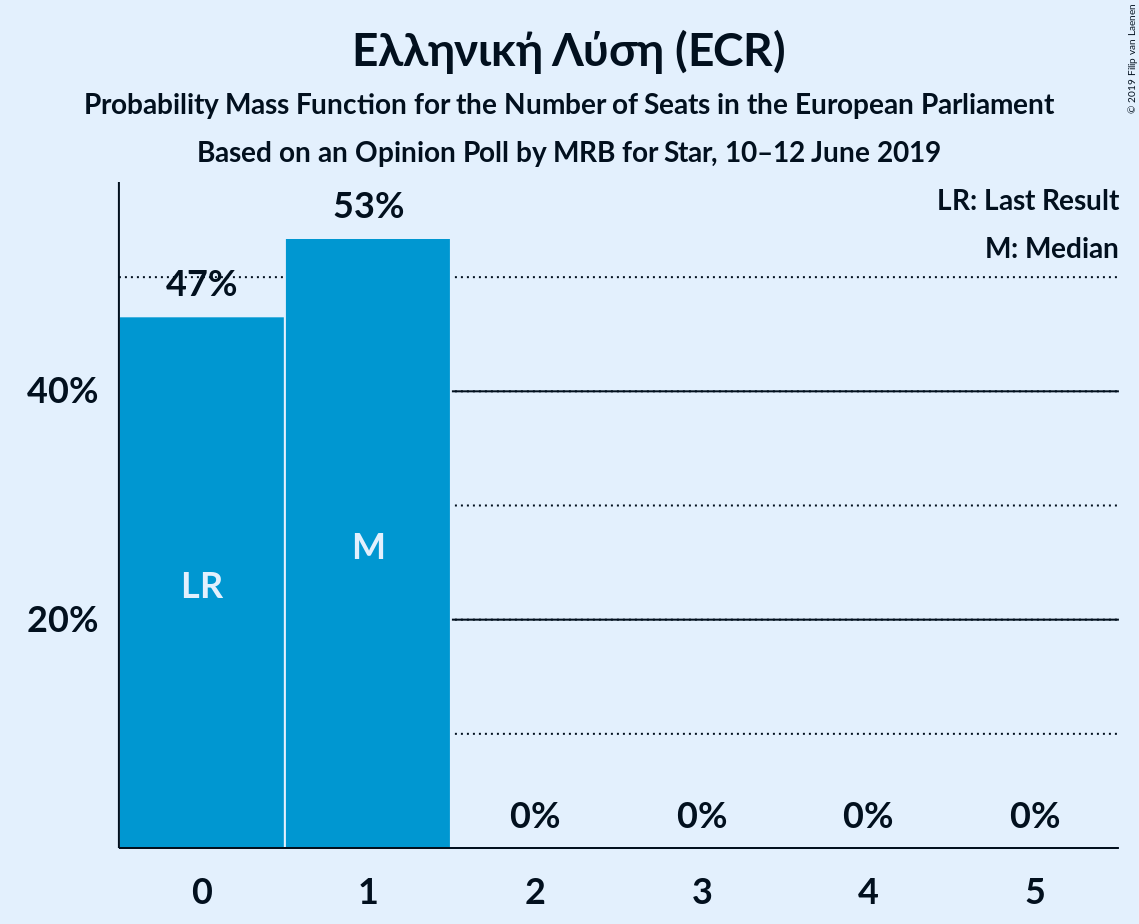 Ελληνική Λύση (ECR)
Probability Mass Function for the Number of Seats in the European Parliament
Based on an Opinion Poll by MRB for Star, 10–12 June 2019
© 2019 Filip van Laenen
LR: Last Result
M: Median
53%
47%
40%
20%
LR
M
0%
0%
0%
0%
0
1
2
3
4
5